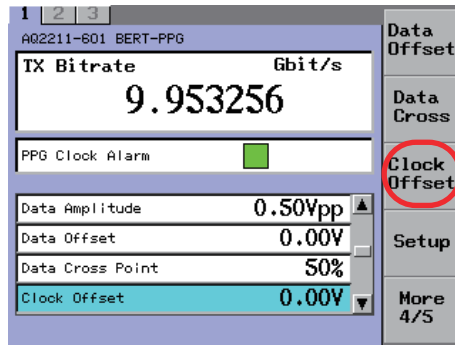 1 2 3
AQ2211-601 BERT-PPG
TX Bitrate Gbit/s
9.953256
PPG Clock Alarm
Data Amplitude 0.50Vpp
Data Offset 0.00V
Data Cross Point 50%
Clock Offset 0.00V
Data
Offset
Data
Cross
Clock
Offset
Setup
More
4/5